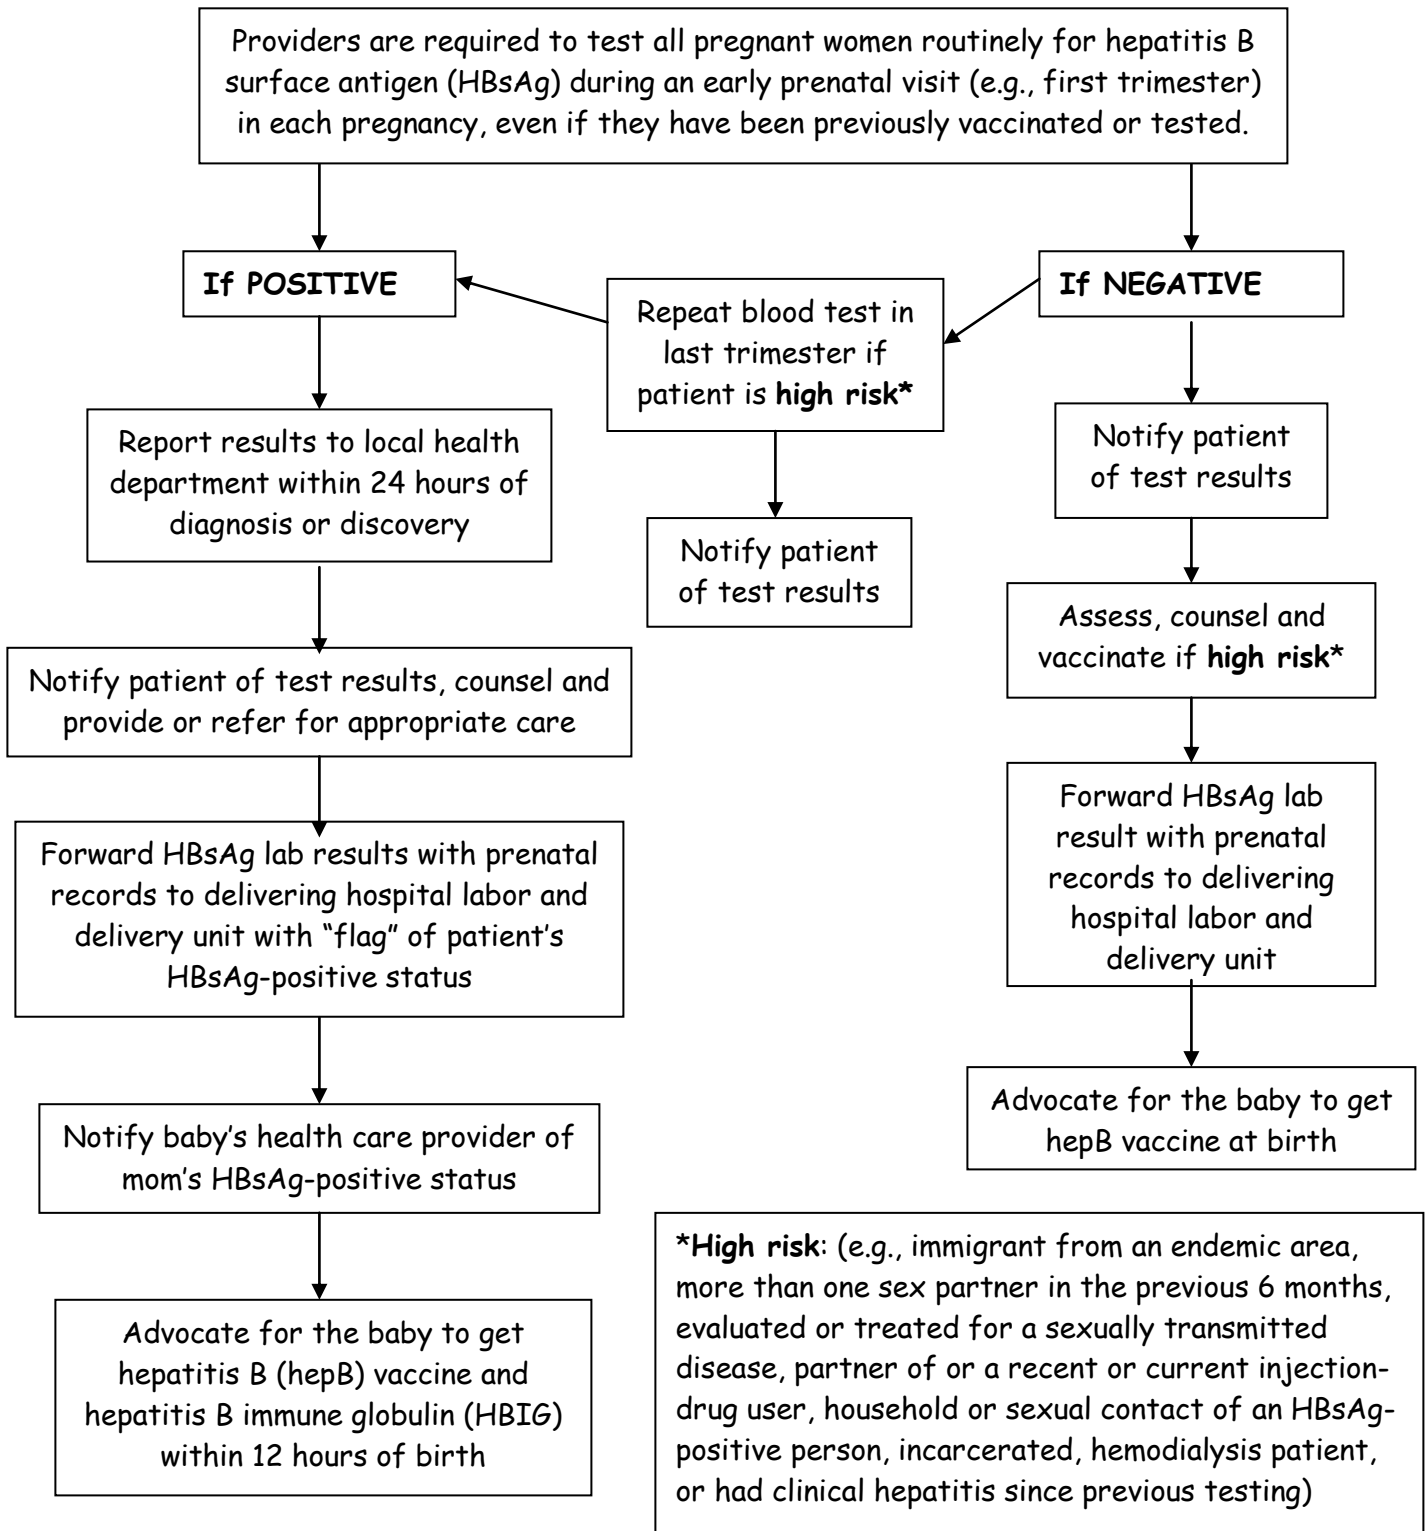 Providers are required to test all pregnant women routinely for hepatitis B
surface antigen (HBsAg) during an early prenatal visit (e.g., first trimester)
in each pregnancy, even if they have been previously vaccinated or tested.
If POSITIVE
Report results to local health
department within 24 hours of
diagnosis or discovery
Notify patient of test results, counsel and
provide or refer for appropriate care
Forward HBsAg lab results with prenatal
records to delivering hospital labor and
delivery unit with “flag” of patient’s
HBsAg-positive status
Notify baby’s health care provider of
mom’s HBsAg-positive status
Advocate for the baby to get
hepatitis B (hepB) vaccine and
hepatitis B immune globulin (HBIG)
within 12 hours of birth
Repeat blood test in
last trimester if
patient is high risk*
Notify patient
of test results
If NEGATIVE
Notify patient
of test results
Assess, counsel and
vaccinate if high risk*
Forward HBsAg lab
result with prenatal
records to delivering
hospital labor and
delivery unit
Advocate for the baby to get
hepB vaccine at birth
*High risk: (e.g., immigrant from an endemic area,
more than one sex partner in the previous 6 months,
evaluated or treated for a sexually transmitted
disease, partner of or a recent or current injection-
drug user, household or sexual contact of an HBsAg-
positive person, incarcerated, hemodialysis patient,
or had clinical hepatitis since previous testing)